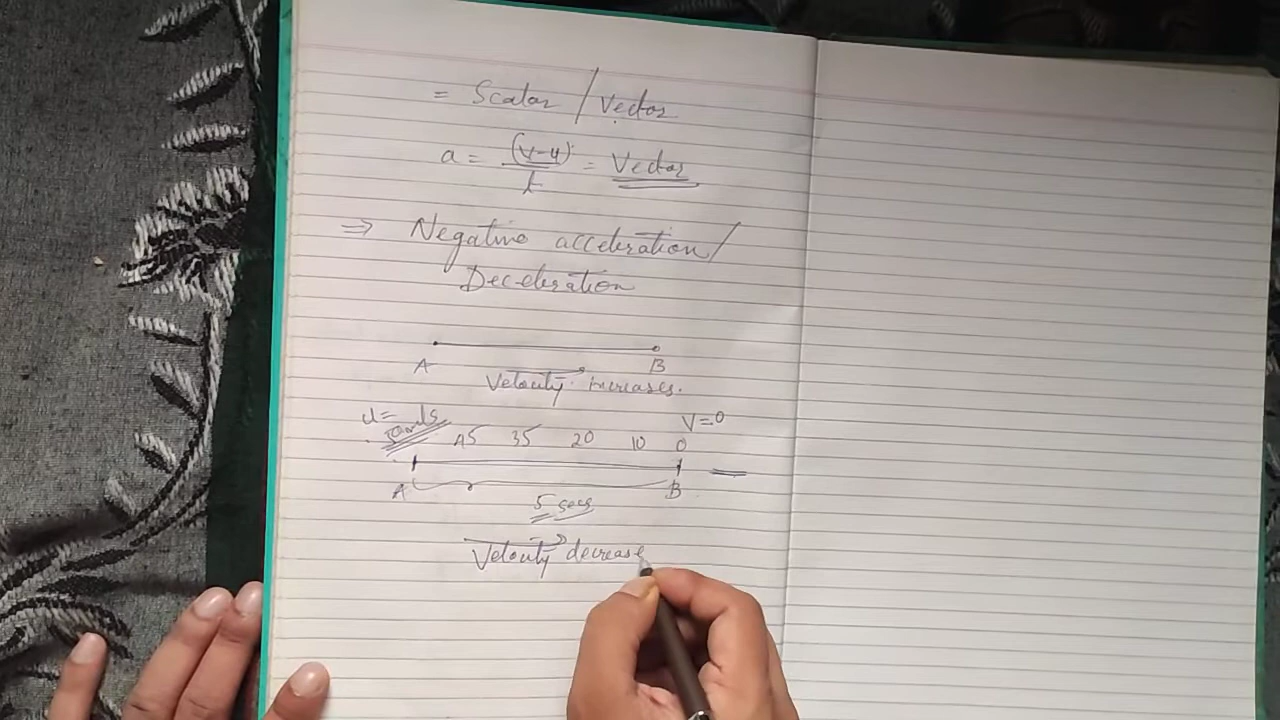 = Scalar / Vector
a = (v-u)/t = Vector
⇒ Negative acceleration/
Deceleration
A B
Velocity increases.
u= m/s V=0
45 35 20 10 0
A B
5 secs
Velocity decrease